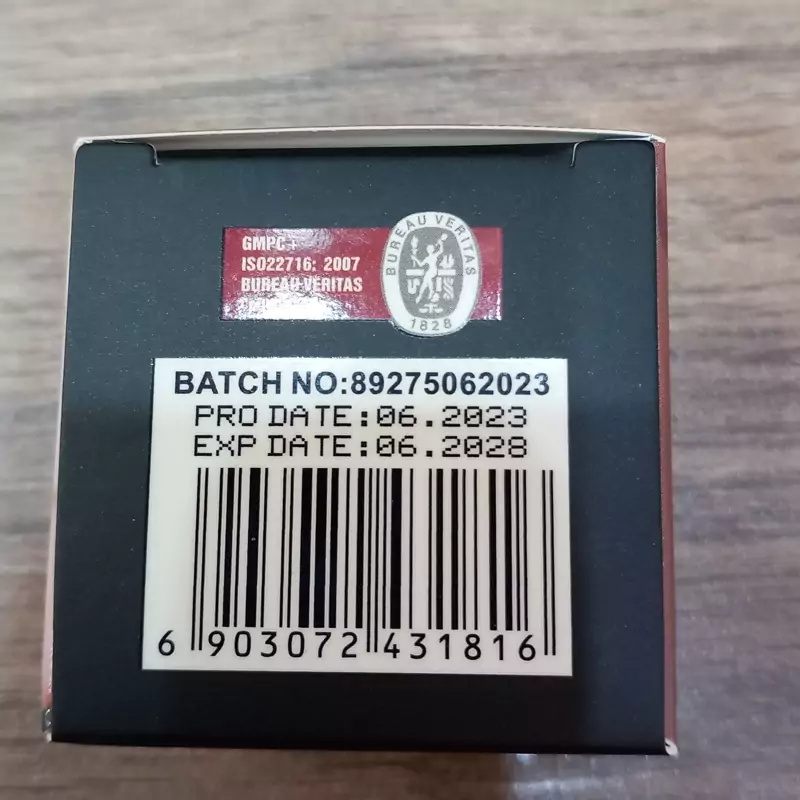 GMPC+
ISO22716: 2007
BUREAU VERITAS
BUREAU VERITAS
1828
BATCH NO:89275062023
PRO DATE:06.2023
EXP DATE:06.2028
6 903072 431816